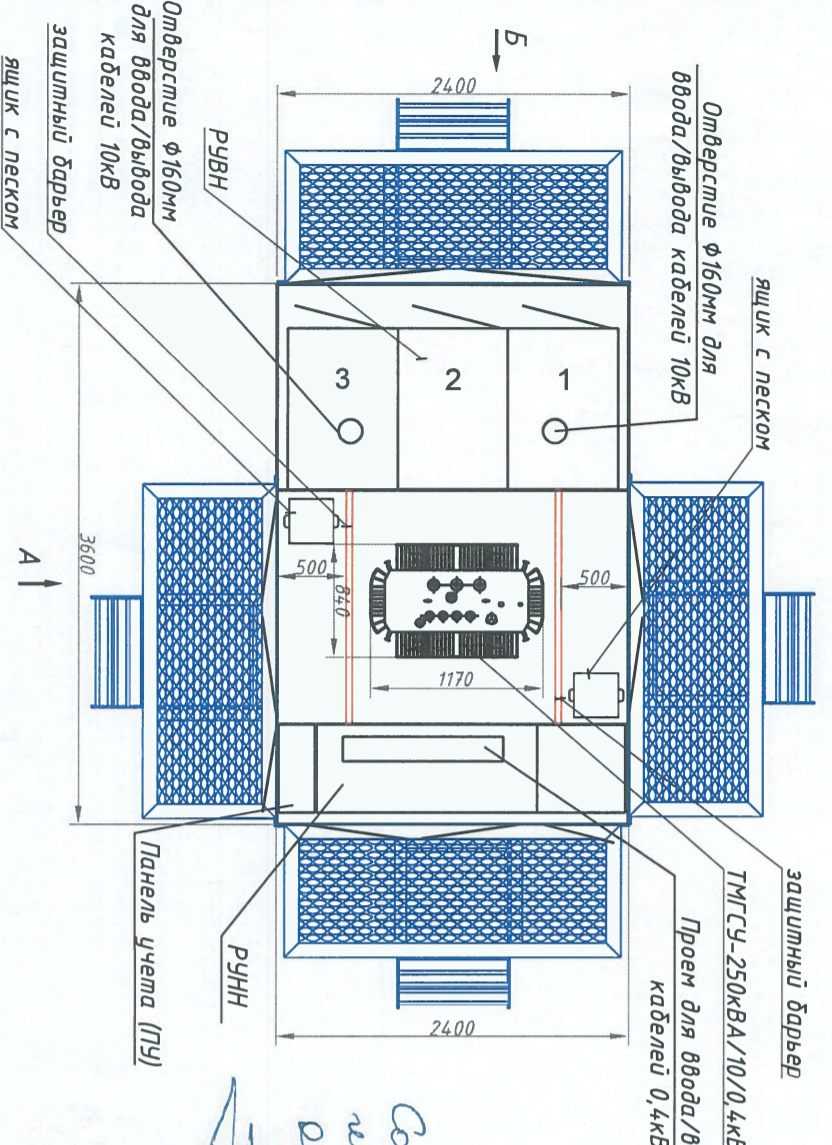 Б
2400
Отверстие ф160мм для
ввода/вывода кабелей 10кВ
ящик с песком
Отверстие ф160мм
для ввода/вывода
кабелей 10кВ
защитный барьер
ящик с песком
РУВН
1
2
3
500
500
840
1170
3600
А
защитный барьер
ТМГСУ-250кВА/10/0,4кВ
Проем для ввода/в
кабелей 0,4кВ
РУНН
Панель учета (ПУ)
2400